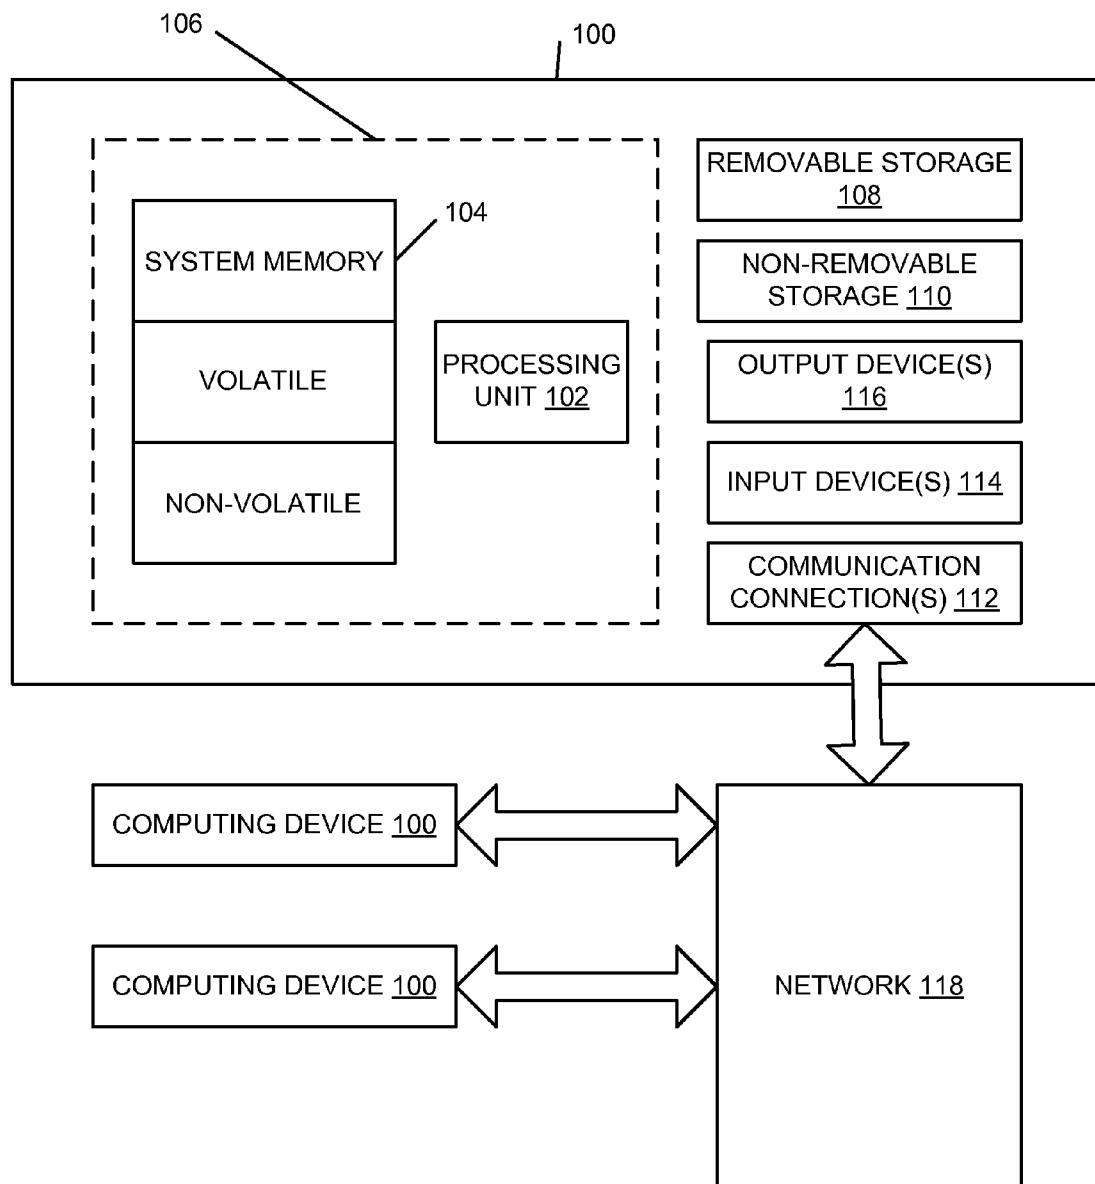 106
100
104
SYSTEM MEMORY
VOLATILE
NON-VOLATILE
PROCESSING
UNIT 102
REMOVABLE STORAGE
108
NON-REMOVABLE
STORAGE 110
OUTPUT DEVICE(S)
116
INPUT DEVICE(S) 114
COMMUNICATION
CONNECTION(S) 112
COMPUTING DEVICE 100
COMPUTING DEVICE 100
NETWORK 118